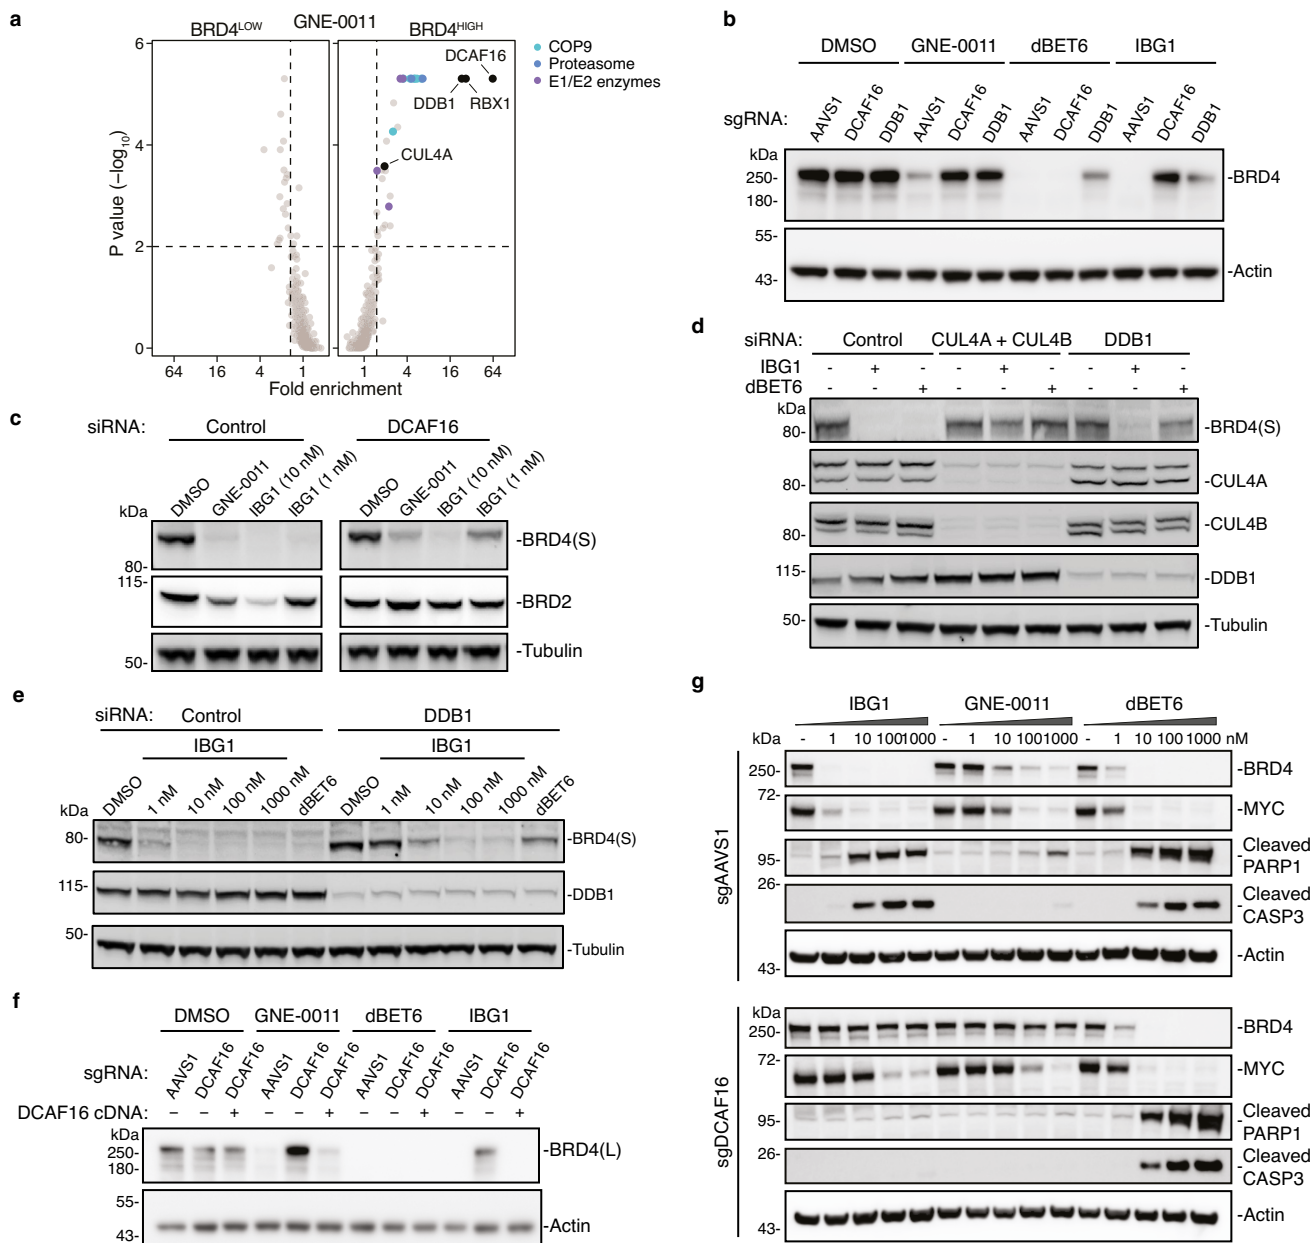 a
BRD4LOW GNE-0011 BRD4HIGH
COP9
Proteasome
E1/E2 enzymes
DCAF16
DDB1 RBX1
CUL4A
P value (−log10)
6
4
2
0
64 16 4 1 1 4 16 64
Fold enrichment
b
DMSO GNE-0011 dBET6 IBG1
sgRNA: AAVS1 DCAF16 DDB1 AAVS1 DCAF16 DDB1 AAVS1 DCAF16 DDB1 AAVS1 DCAF16 DDB1
kDa
250- -BRD4
180-
55-
43- -Actin
c
siRNA: Control DCAF16
DMSO GNE-0011 IBG1 (10 nM) IBG1 (1 nM) DMSO GNE-0011 IBG1 (10 nM) IBG1 (1 nM)
kDa
-BRD4(S)
80-
115-
-BRD2
-Tubulin
50-
d
siRNA: Control CUL4A + CUL4B DDB1
IBG1 - + - - + - - + -
dBET6 - - + - - + - - +
kDa
80- -BRD4(S)
80- -CUL4A
80- -CUL4B
115- -DDB1
50- -Tubulin
e
siRNA: Control DDB1
IBG1 IBG1
DMSO 1 nM 10 nM 100 nM 1000 nM dBET6 DMSO 1 nM 10 nM 100 nM 1000 nM dBET6
kDa
80- -BRD4(S)
115- -DDB1
50- -Tubulin
f
DMSO GNE-0011 dBET6 IBG1
sgRNA: AAVS1 DCAF16 DCAF16 AAVS1 DCAF16 DCAF16 AAVS1 DCAF16 DCAF16 AAVS1 DCAF16 DCAF16
DCAF16 cDNA: – – + – – + – – + – – +
kDa
250- -BRD4(L)
180-
55-
43- -Actin
g
IBG1 GNE-0011 dBET6
kDa - 1 10 100 1000 - 1 10 100 1000 - 1 10 100 1000 nM
sgAAVS1
250- -BRD4
72- -MYC
95- -Cleaved PARP1
26- -Cleaved CASP3
43- -Actin
sgDCAF16
kDa
250- -BRD4
72- -MYC
95- -Cleaved PARP1
26- -Cleaved CASP3
43- -Actin